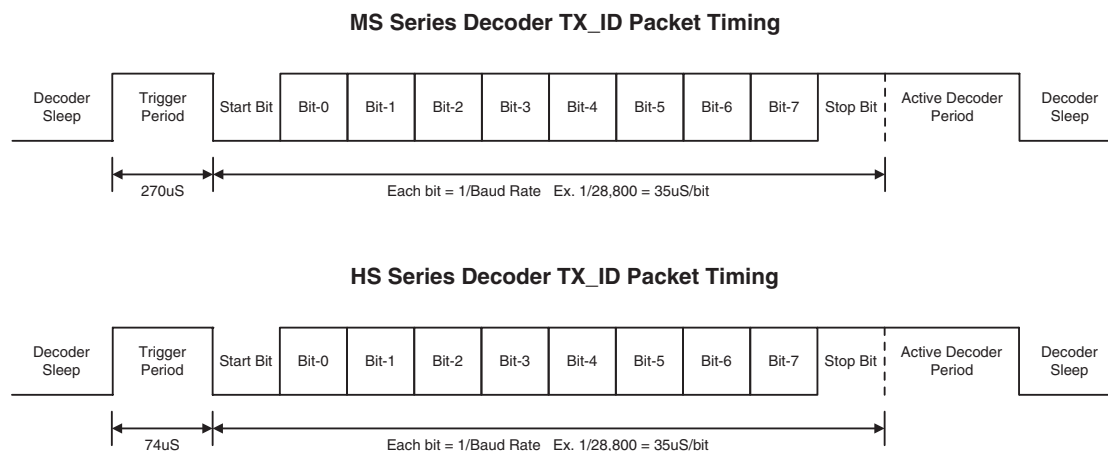 MS Series Decoder TX_ID Packet Timing
Decoder Sleep
Trigger Period
Start Bit
Bit-0
Bit-1
Bit-2
Bit-3
Bit-4
Bit-5
Bit-6
Bit-7
Stop Bit
Active Decoder Period
Decoder Sleep
270uS
Each bit = 1/Baud Rate Ex. 1/28,800 = 35uS/bit
HS Series Decoder TX_ID Packet Timing
Decoder Sleep
Trigger Period
Start Bit
Bit-0
Bit-1
Bit-2
Bit-3
Bit-4
Bit-5
Bit-6
Bit-7
Stop Bit
Active Decoder Period
Decoder Sleep
74uS
Each bit = 1/Baud Rate Ex. 1/28,800 = 35uS/bit